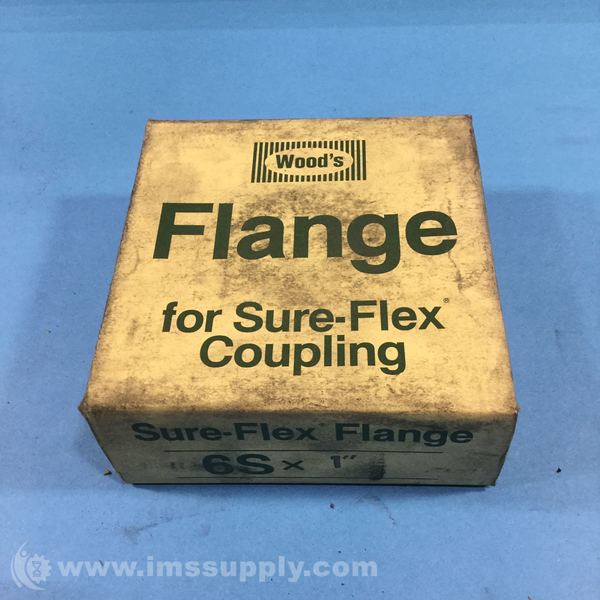 Wood's
Flange
for Sure-Flex®
Coupling
Sure-Flex® Flange
6S x 1"
www.imssupply.com